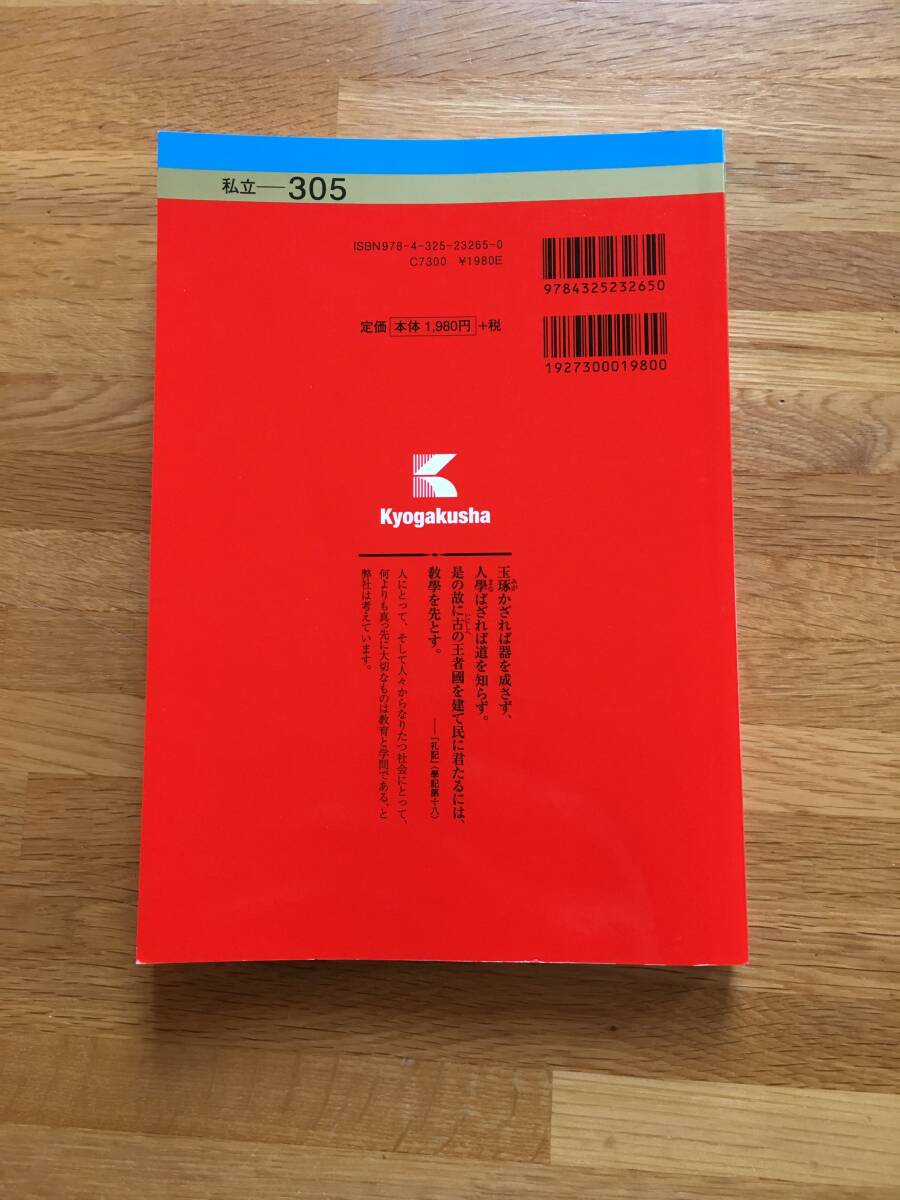 私立―305
ISBN978-4-325-23265-0
C7300 ¥1980E
9784325232650
定価 本体 1,980円 +税
1927300019800
Kyogakusha
玉琢かざれば器を成さず、
人學ばざれば道を知らず。
是の故に古の王者國を建て民に君たるには、
敎學を先とす。
――『礼記』(學記第十八)
人にとって、そして人々からなりたつ社会にとって、
何よりも真っ先に大切なものは教育と学問である、と
弊社は考えています。